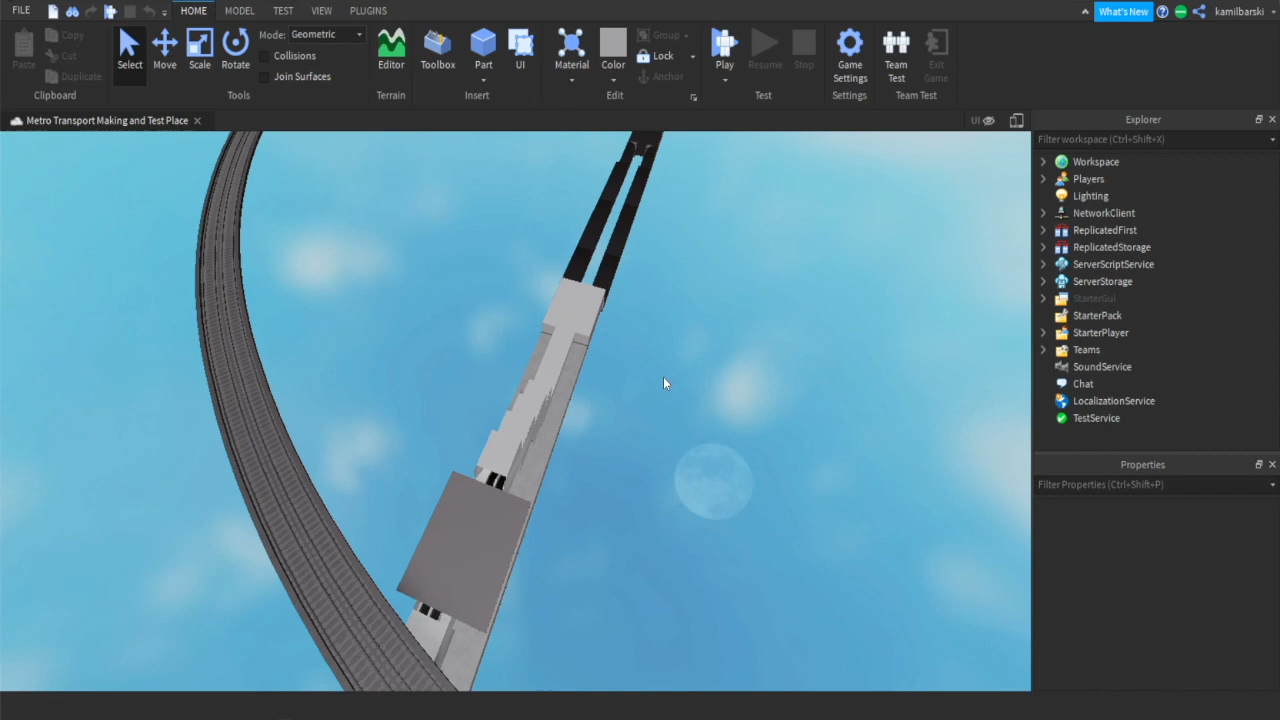 FILE HOME MODEL TEST VIEW PLUGINS What's New kamilbarski
Paste Copy Cut Duplicate Clipboard
Select Move Scale Rotate Mode: Geometric Collisions Join Surfaces Tools
Editor Terrain
Toolbox Part UI Insert
Material Color Group Lock Anchor Edit
Play Resume Stop Test
Game Settings Settings
Team Test Exit Game Team Test
Metro Transport Making and Test Place UI
Explorer
Filter workspace (Ctrl+Shift+X)
Workspace
Players
Lighting
NetworkClient
ReplicatedFirst
ReplicatedStorage
ServerScriptService
ServerStorage
StarterGui
StarterPack
StarterPlayer
Teams
SoundService
Chat
LocalizationService
TestService
Properties
Filter Properties (Ctrl+Shift+P)